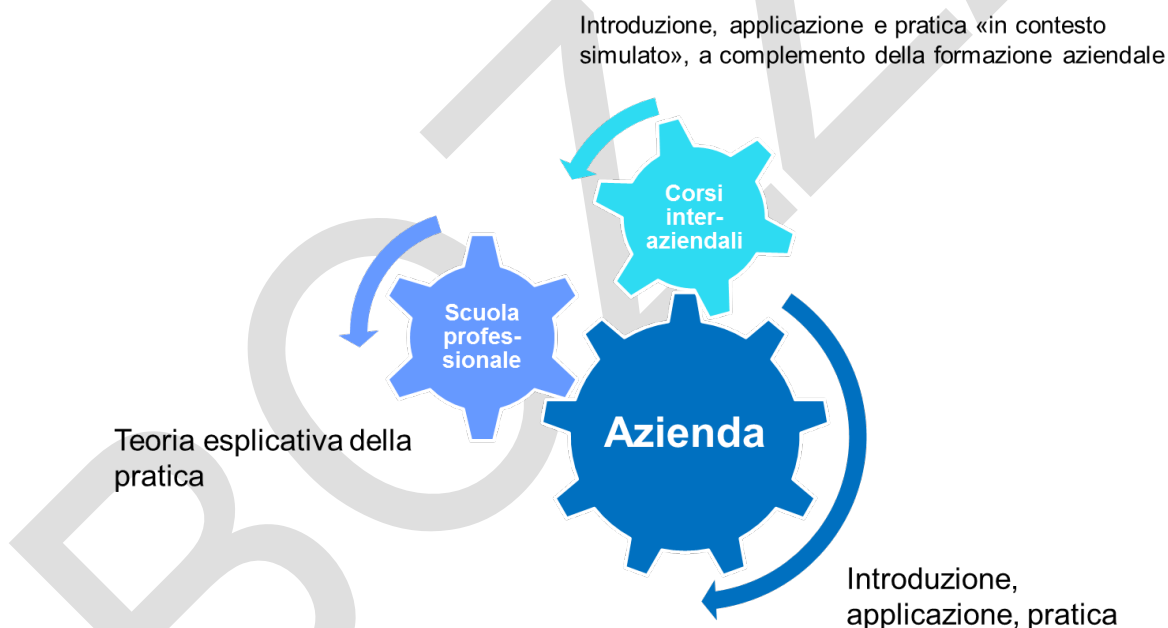 Introduzione, applicazione e pratica «in contesto
simulato», a complemento della formazione aziendale
Corsi
inter-
aziendali
Scuola
profes-
sionale
Azienda
Teoria esplicativa della
pratica
Introduzione,
applicazione, pratica